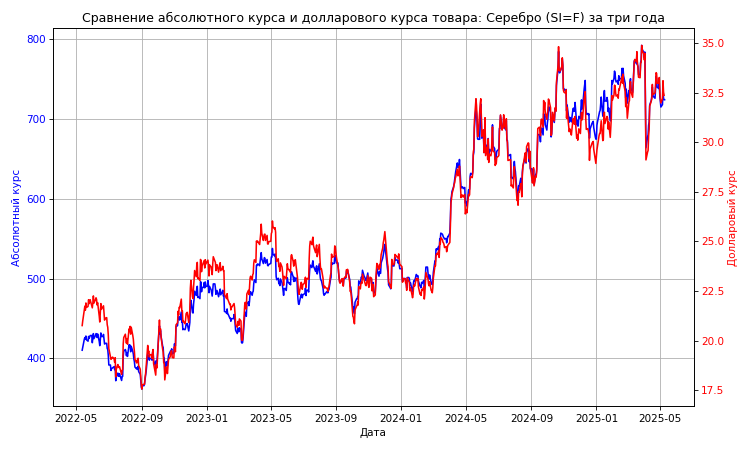 Сравнение абсолютного курса и долларового курса товара: Серебро (SI=F) за три года
800
700
600
500
400
Абсолютный курс
35.0
32.5
30.0
27.5
25.0
22.5
20.0
17.5
Долларовый курс
2022-05 2022-09 2023-01 2023-05 2023-09 2024-01 2024-05 2024-09 2025-01 2025-05
Дата